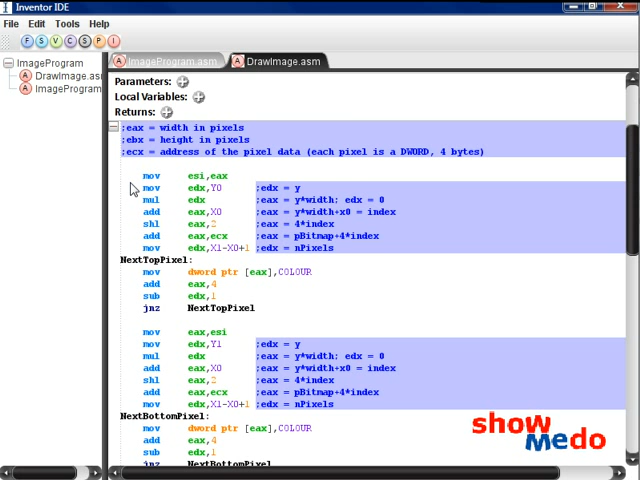 Inventor IDE
File Edit Tools Help
F S V C S P I
ImageProgram
A DrawImage.asm
A ImageProgram
A ImageProgram.asm A DrawImage.asm
Parameters:
Local Variables:
Returns:
;eax = width in pixels
;ebx = height in pixels
;ecx = address of the pixel data (each pixel is a DWORD, 4 bytes)
mov esi,eax
mov edx,Y0 ;edx = y
mul edx ;eax = y*width; edx = 0
add eax,X0 ;eax = y*width+x0 = index
shl eax,2 ;eax = 4*index
add eax,ecx ;eax = pBitmap+4*index
mov edx,X1-X0+1 ;edx = nPixels
NextTopPixel:
mov dword ptr [eax],COLOUR
add eax,4
sub edx,1
jnz NextTopPixel
mov eax,esi
mov edx,Y1 ;edx = y
mul edx ;eax = y*width; edx = 0
add eax,X0 ;eax = y*width+x0 = index
shl eax,2 ;eax = 4*index
add eax,ecx ;eax = pBitmap+4*index
mov edx,X1-X0+1 ;edx = nPixels
NextBottomPixel:
mov dword ptr [eax],COLOUR
add eax,4
sub edx,1
jnz NextBottomPixel
show
medo